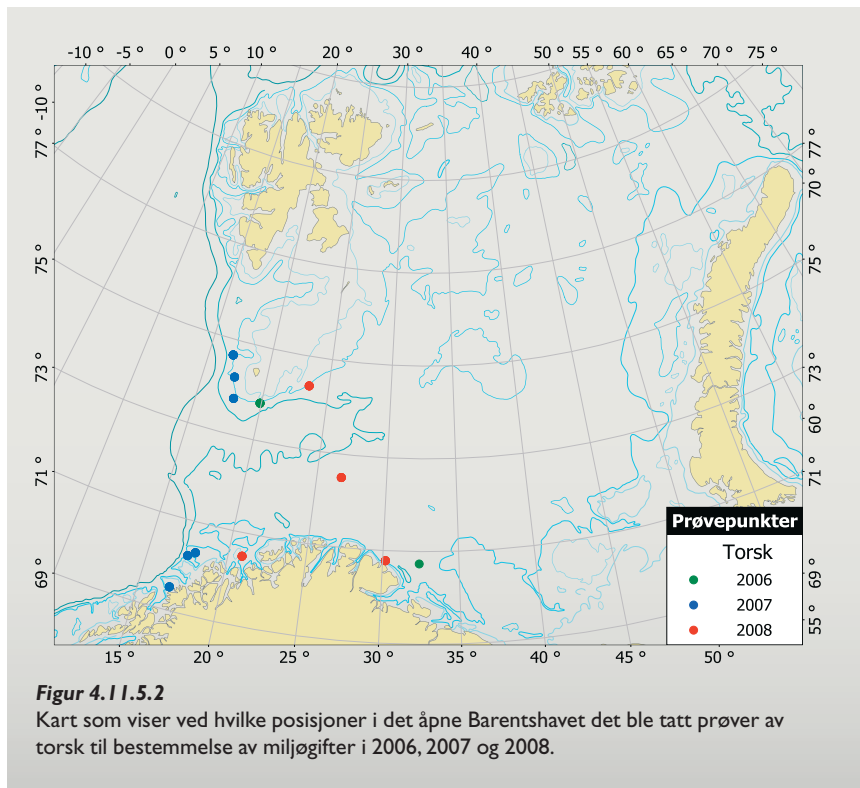 -10 ° -5 ° 0 ° 5 ° 10 ° 20 ° 30 ° 40 ° 50 ° 55 ° 60 ° 65 ° 70 ° 75 °
-10 °
77 °
75 °
73 °
71 °
69 °
77 °
70 °
75 °
73 °
60 °
71 °
69 °
55 °
Prøvepunkter
Torsk
2006
2007
2008
15 ° 20 ° 25 ° 30 ° 35 ° 40 ° 45 ° 50 °
Figur 4.11.5.2
Kart som viser ved hvilke posisjoner i det åpne Barentshavet det ble tatt prøver av
torsk til bestemmelse av miljøgifter i 2006, 2007 og 2008.